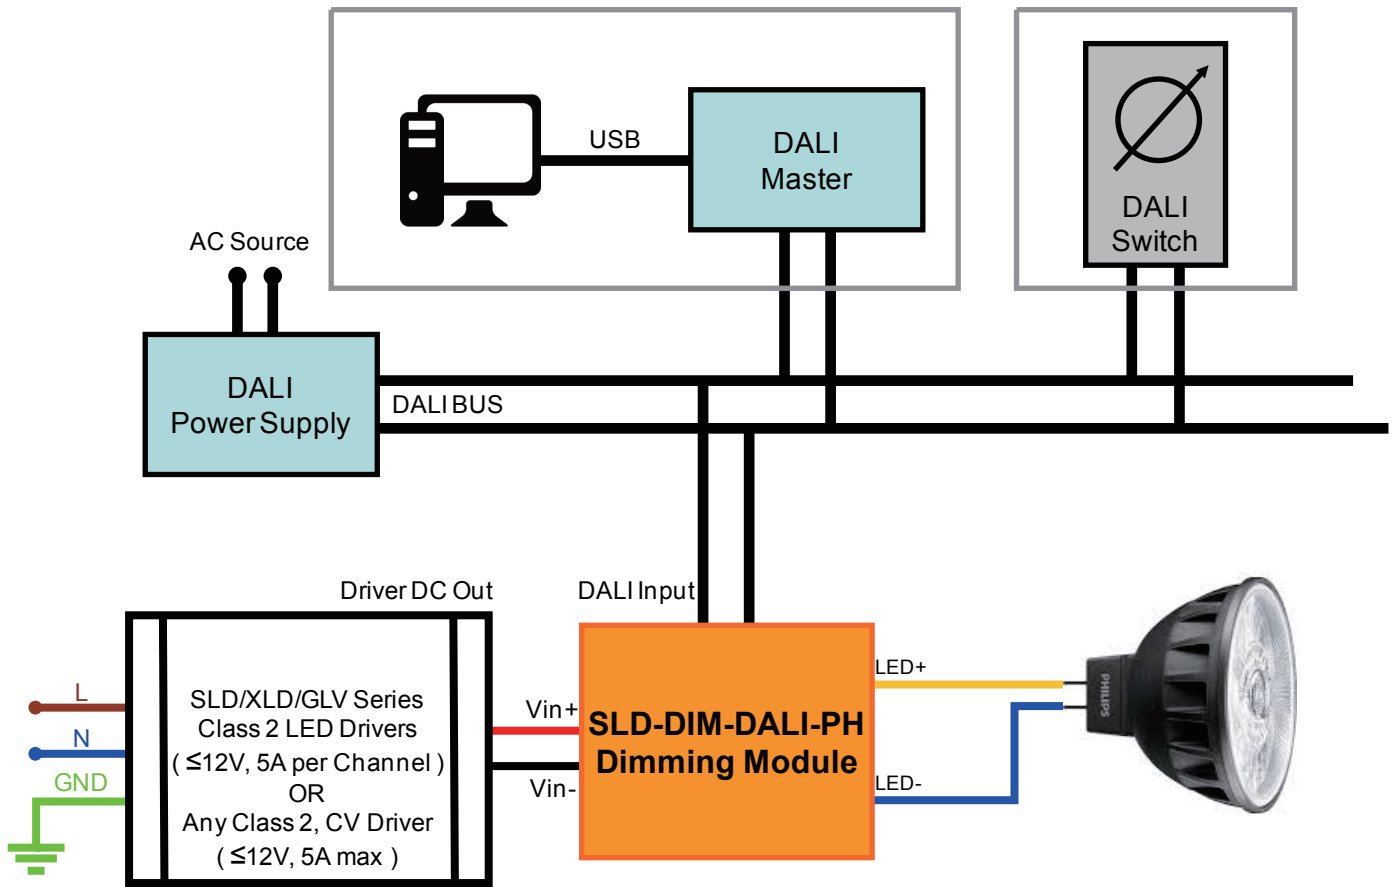 USB
DALI
Master
DALI
Switch
AC Source
DALI
Power Supply
DALI BUS
Driver DC Out
DALI Input
L
N
GND
SLD/XLD/GLV Series
Class 2 LED Drivers
( ≤12V, 5A per Channel )
OR
Any Class 2, CV Driver
( ≤12V, 5A max )
Vin+
Vin-
SLD-DIM-DALI-PH
Dimming Module
LED+
LED-
PHILIPS